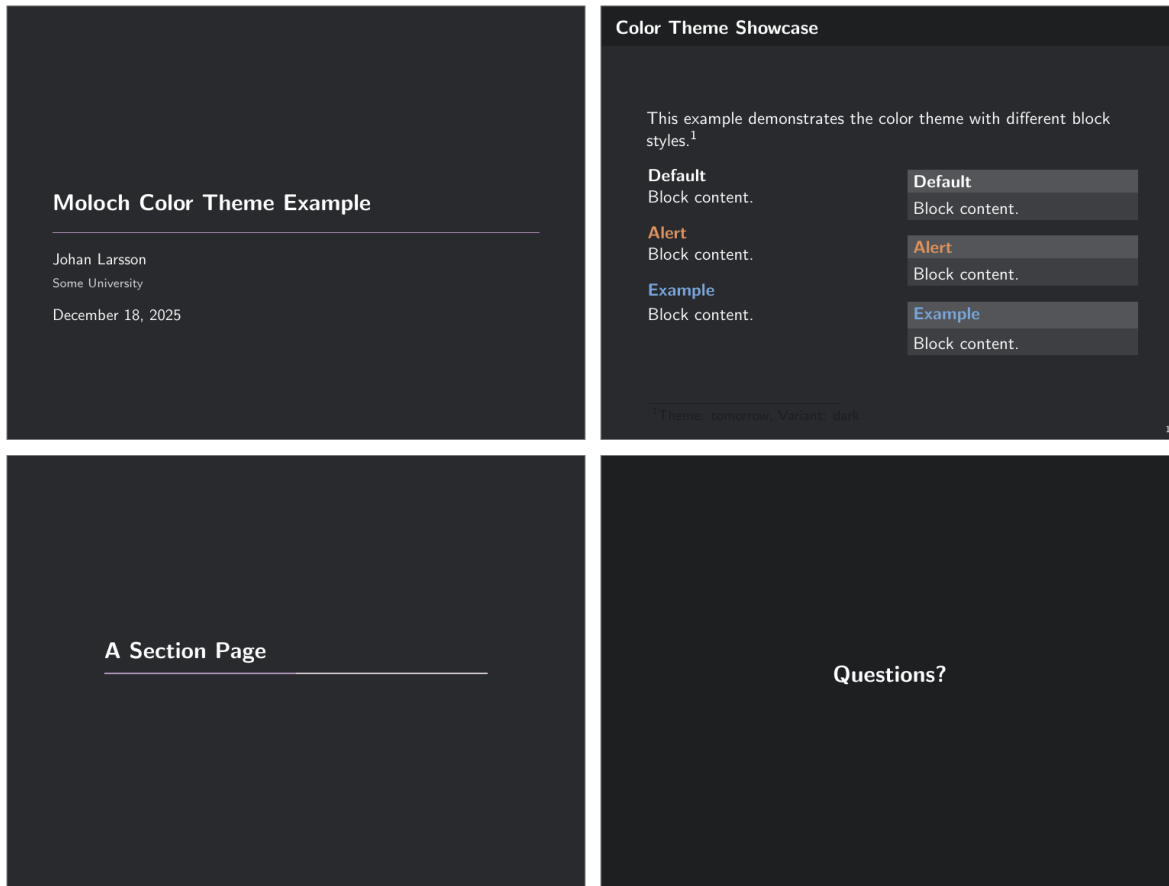 Moloch Color Theme Example
Johan Larsson
Some University
December 18, 2025
Color Theme Showcase
This example demonstrates the color theme with different block
styles.¹
Default
Block content.
Alert
Block content.
Example
Block content.
Default
Block content.
Alert
Block content.
Example
Block content.
¹Theme: tomorrow, Variant: dark
1
A Section Page
Questions?